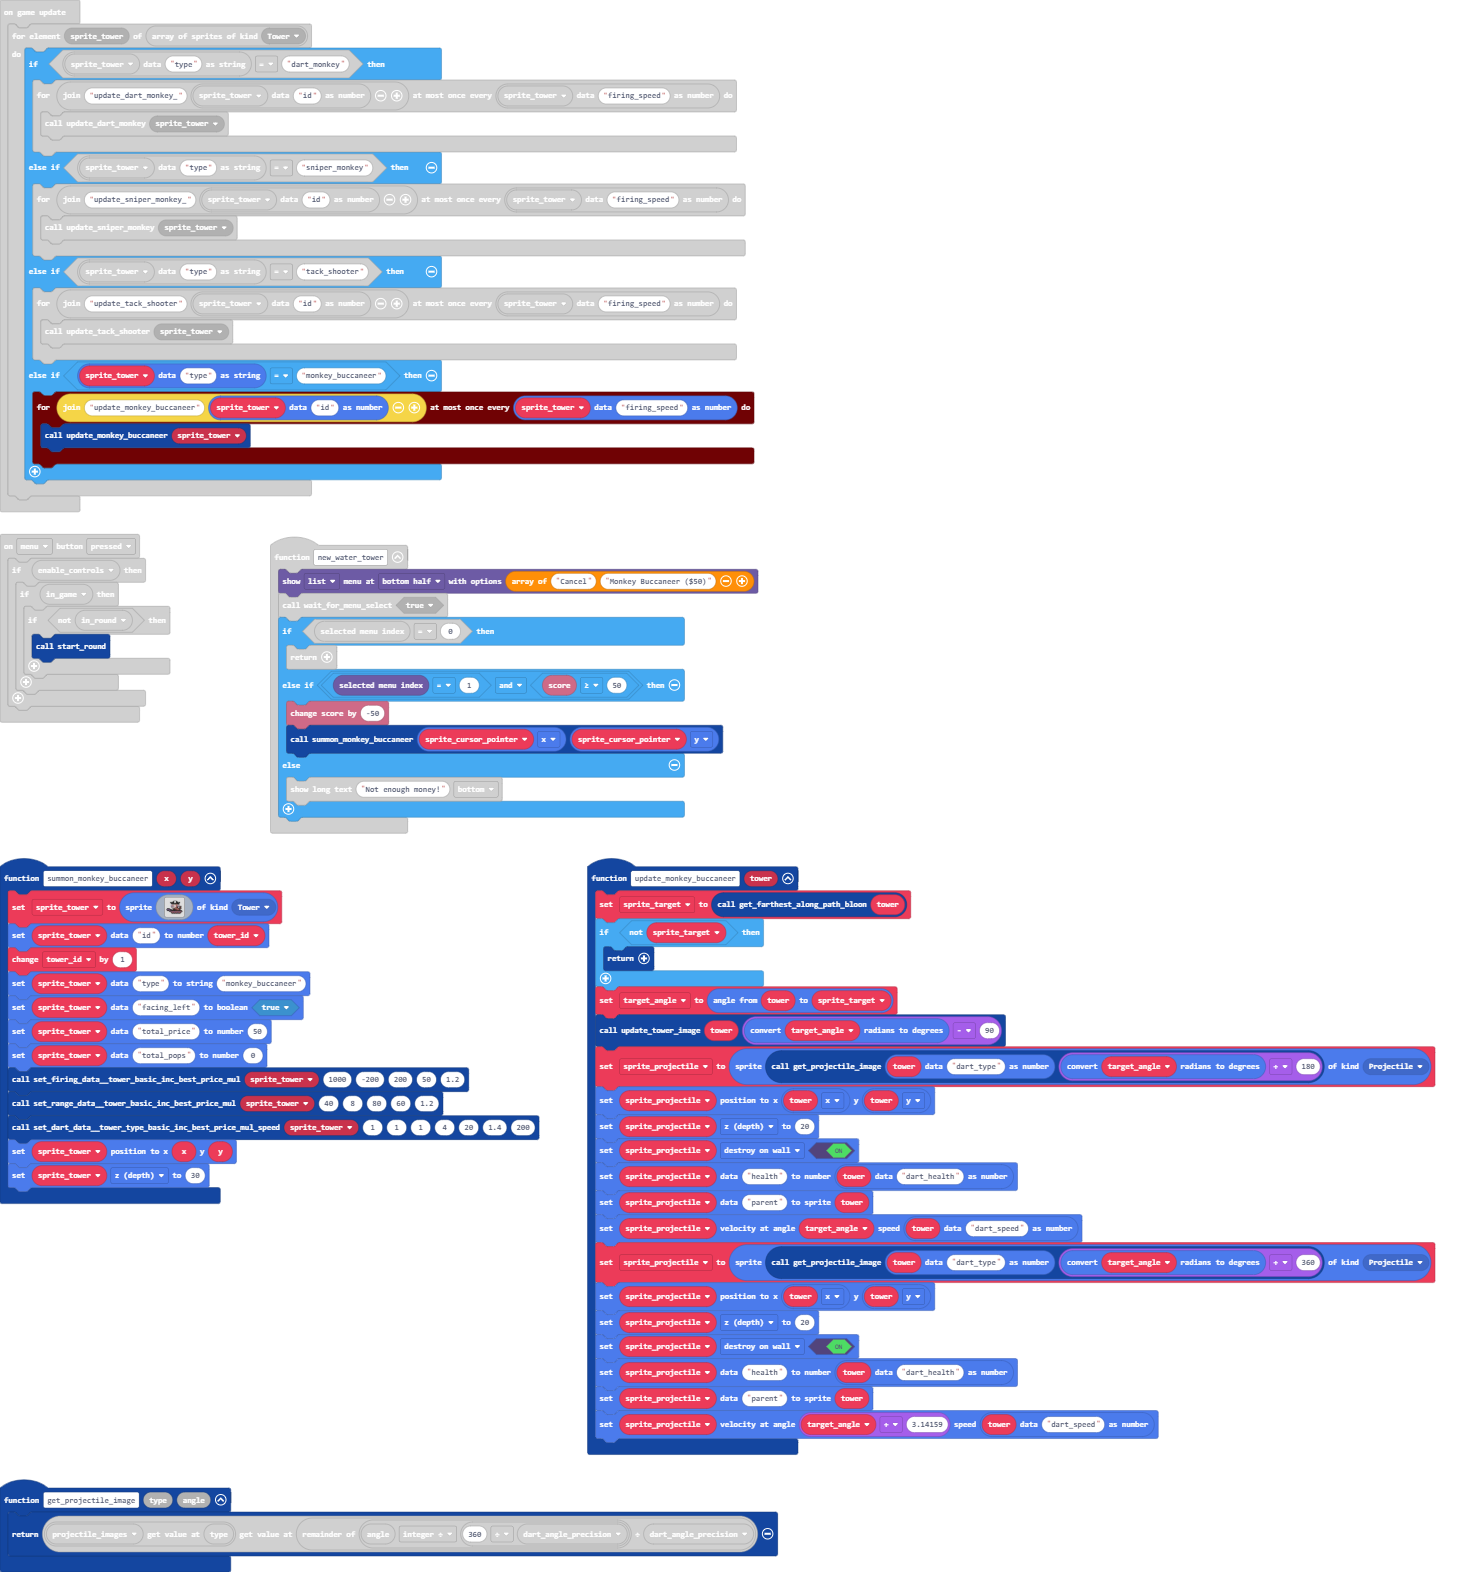 on game update
for element sprite_tower of array of sprites of kind Tower
do
if sprite_tower data "type" as string = "dart_monkey" then
for join "update_dart_monkey_" sprite_tower data "id" as number at most once every sprite_tower data "firing_speed" as number do
call update_dart_monkey sprite_tower
else if sprite_tower data "type" as string = "sniper_monkey" then
for join "update_sniper_monkey_" sprite_tower data "id" as number at most once every sprite_tower data "firing_speed" as number do
call update_sniper_monkey sprite_tower
else if sprite_tower data "type" as string = "tack_shooter" then
for join "update_tack_shooter" sprite_tower data "id" as number at most once every sprite_tower data "firing_speed" as number do
call update_tack_shooter sprite_tower
else if sprite_tower data "type" as string = "monkey_buccaneer" then
for join "update_monkey_buccaneer" sprite_tower data "id" as number at most once every sprite_tower data "firing_speed" as number do
call update_monkey_buccaneer sprite_tower
on menu button pressed
if enable_controls then
if in_game then
if not in_round then
call start_round
function new_water_tower
show list menu at bottom half with options array of "Cancel" "Monkey Buccaneer ($50)"
call wait_for_menu_select true
if selected menu index = 0 then
return
else if selected menu index = 1 and score ≥ 50 then
change score by -50
call summon_monkey_buccaneer sprite_cursor_pointer x sprite_cursor_pointer y
else
show long text "Not enough money!" bottom
function summon_monkey_buccaneer x y
set sprite_tower to sprite of kind Tower
set sprite_tower data "id" to number tower_id
change tower_id by 1
set sprite_tower data "type" to string "monkey_buccaneer"
set sprite_tower data "facing_left" to boolean true
set sprite_tower data "total_price" to number 50
set sprite_tower data "total_pops" to number 0
call set_firing_data__tower_basic_inc_best_price_mul sprite_tower 1000 -200 200 50 1.2
call set_range_data__tower_basic_inc_best_price_mul sprite_tower 40 8 80 60 1.2
call set_dart_data__tower_type_basic_inc_best_price_mul_speed sprite_tower 1 1 1 4 20 1.4 200
set sprite_tower position to x x y y
set sprite_tower z (depth) to 30
function update_monkey_buccaneer tower
set sprite_target to call get_farthest_along_path_bloon tower
if not sprite_target then
return
set target_angle to angle from tower to sprite_target
call update_tower_image tower convert target_angle radians to degrees - 90
set sprite_projectile to sprite call get_projectile_image tower data "dart_type" as number convert target_angle radians to degrees + 180 of kind Projectile
set sprite_projectile position to x tower x y tower y
set sprite_projectile z (depth) to 20
set sprite_projectile destroy on wall ON
set sprite_projectile data "health" to number tower data "dart_health" as number
set sprite_projectile data "parent" to sprite tower
set sprite_projectile velocity at angle target_angle speed tower data "dart_speed" as number
set sprite_projectile to sprite call get_projectile_image tower data "dart_type" as number convert target_angle radians to degrees + 360 of kind Projectile
set sprite_projectile position to x tower x y tower y
set sprite_projectile z (depth) to 20
set sprite_projectile destroy on wall ON
set sprite_projectile data "health" to number tower data "dart_health" as number
set sprite_projectile data "parent" to sprite tower
set sprite_projectile velocity at angle target_angle + 3.14159 speed tower data "dart_speed" as number
function get_projectile_image type angle
return projectile_images get value at type get value at remainder of angle integer ÷ 360 ÷ dart_angle_precision ÷ dart_angle_precision